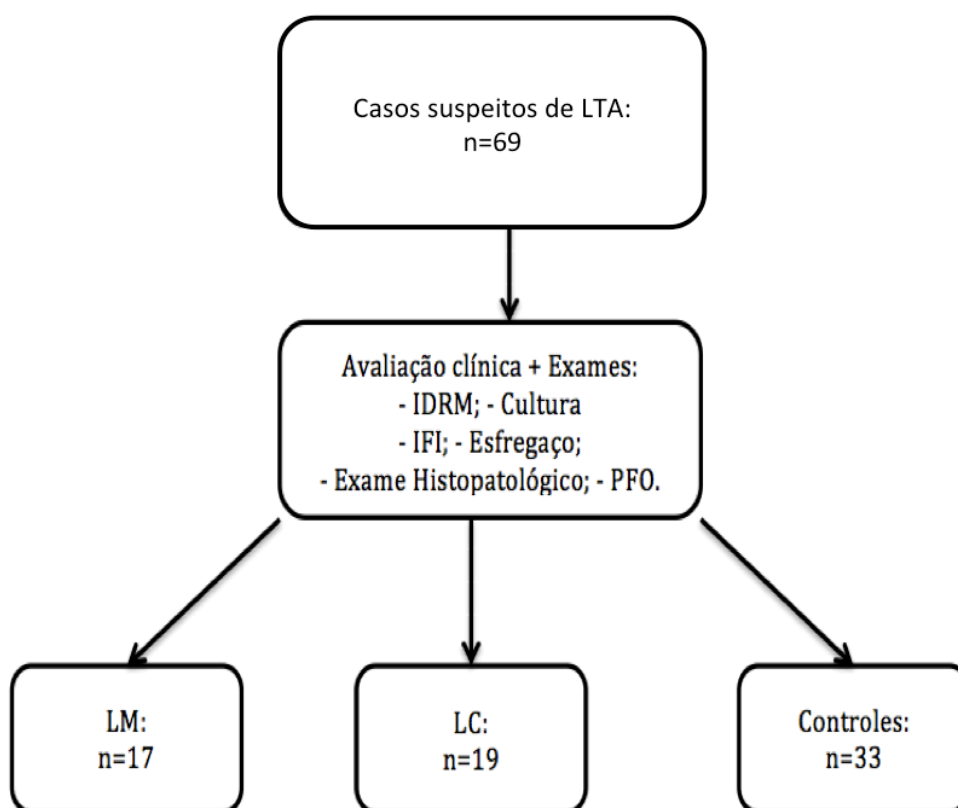 Casos suspeitos de LTA:
n=69
Avaliação clínica + Exames:
- IDRM; - Cultura
- IFI; - Esfregaço;
- Exame Histopatológico; - PFO.
LM:
n=17
LC:
n=19
Controles:
n=33